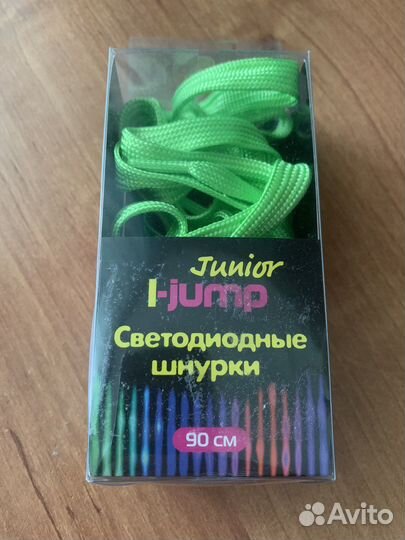 Junior
I-jump
Светодиодные
шнурки
90 см
Avito